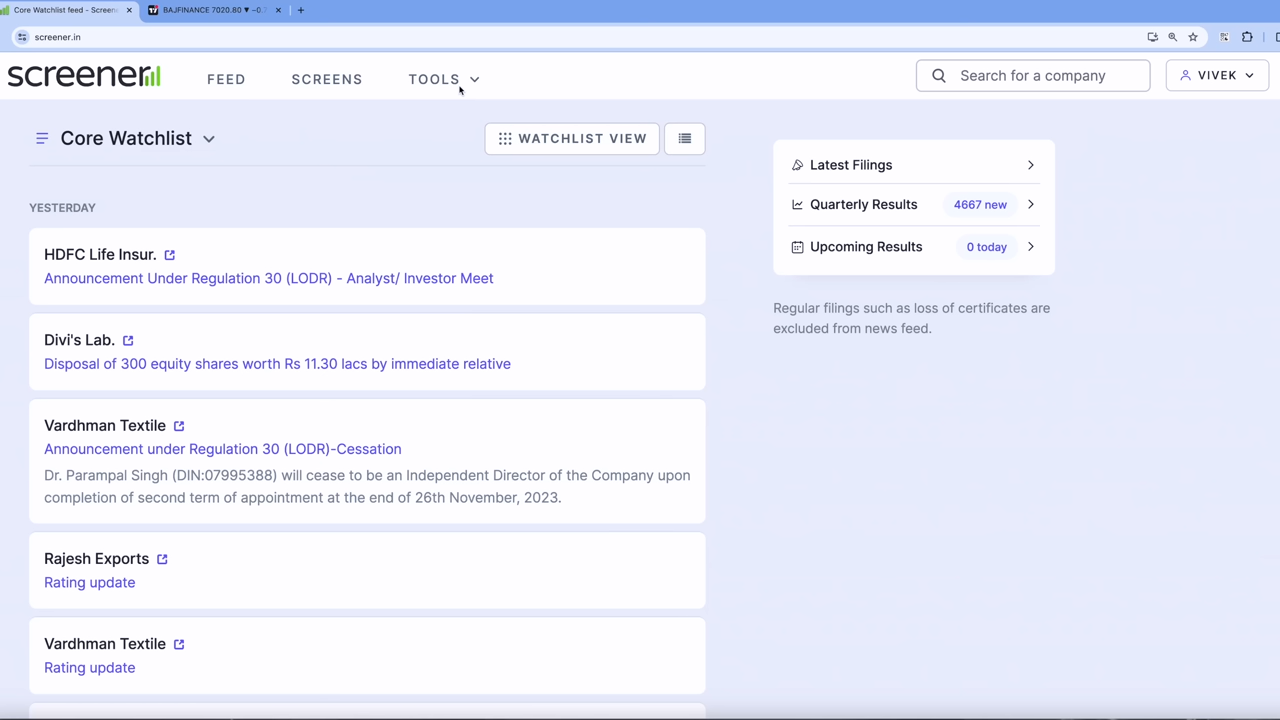 Core Watchlist feed - Screen
BAJFINANCE 7020.80 ▼ −0.
screener.in
screener
FEED
SCREENS
TOOLS
Search for a company
VIVEK
Core Watchlist
WATCHLIST VIEW
YESTERDAY
HDFC Life Insur.
Announcement Under Regulation 30 (LODR) - Analyst/ Investor Meet
Divi's Lab.
Disposal of 300 equity shares worth Rs 11.30 lacs by immediate relative
Vardhman Textile
Announcement under Regulation 30 (LODR)-Cessation
Dr. Parampal Singh (DIN:07995388) will cease to be an Independent Director of the Company upon
completion of second term of appointment at the end of 26th November, 2023.
Rajesh Exports
Rating update
Vardhman Textile
Rating update
Latest Filings
Quarterly Results 4667 new
Upcoming Results 0 today
Regular filings such as loss of certificates are
excluded from news feed.